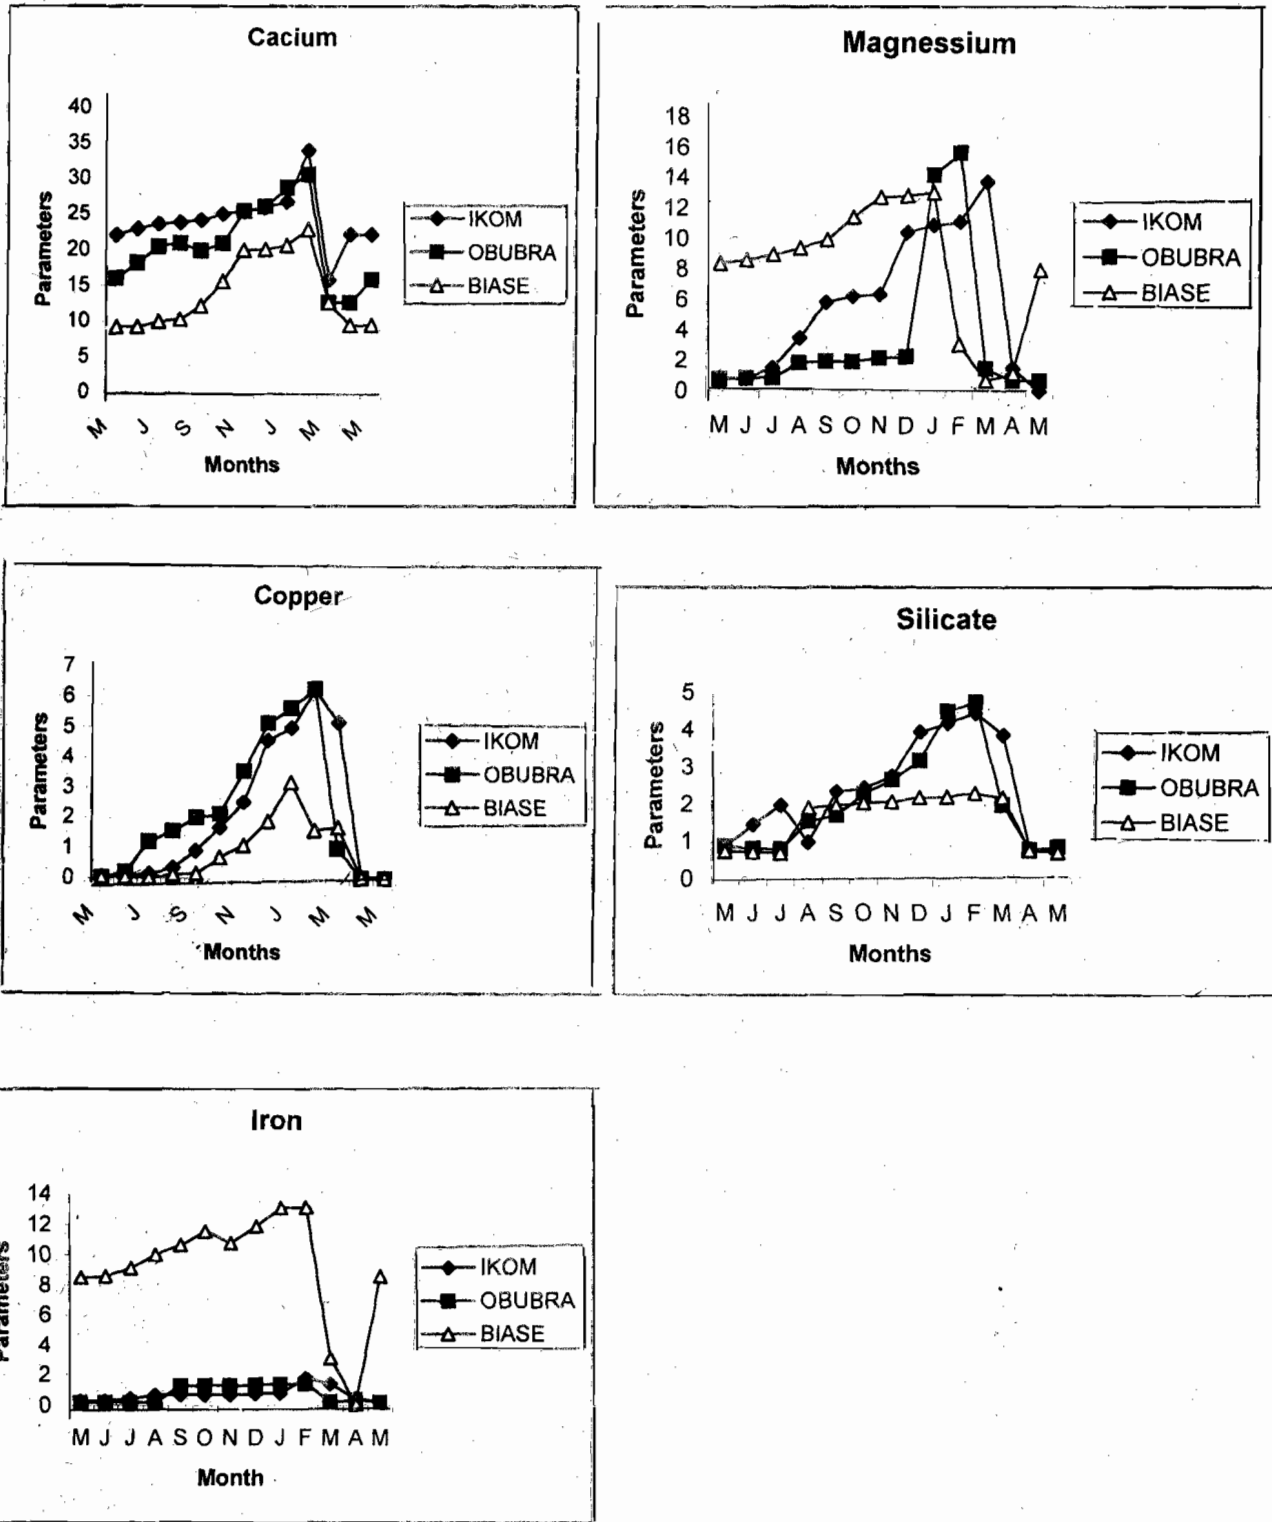 Cacium
40
35
30
25
20
15
10
5
0
Parameters
M J S N J M M
Months
IKOM
OBUBRA
BIASE
Magnessium
18
16
14
12
10
8
6
4
2
0
Parameters
M J J A S O N D J F M A M
Months
IKOM
OBUBRA
BIASE
Copper
7
6
5
4
3
2
1
0
Parameters
M J S N J M M
Months
IKOM
OBUBRA
BIASE
Silicate
5
4
3
2
1
0
Parameters
M J J A S O N D J F M A M
Months
IKOM
OBUBRA
BIASE
Iron
14
12
10
8
6
4
2
0
Parameters
M J J A S O N D J F M A M
Month
IKOM
OBUBRA
BIASE